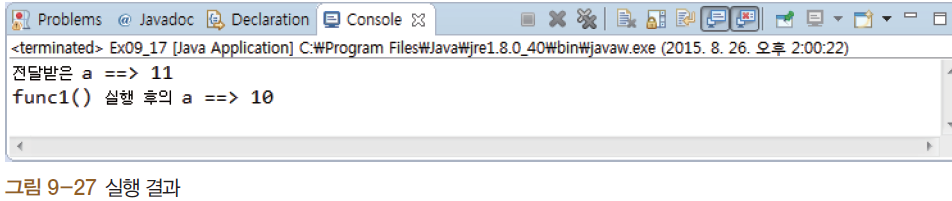 Problems @ Javadoc Declaration Console
<terminated> Ex09_17 [Java Application] C:₩Program Files₩Java₩jre1.8.0_40₩bin₩javaw.exe (2015. 8. 26. 오후 2:00:22)
전달받은 a ==> 11
func1() 실행 후의 a ==> 10
그림 9-27 실행 결과